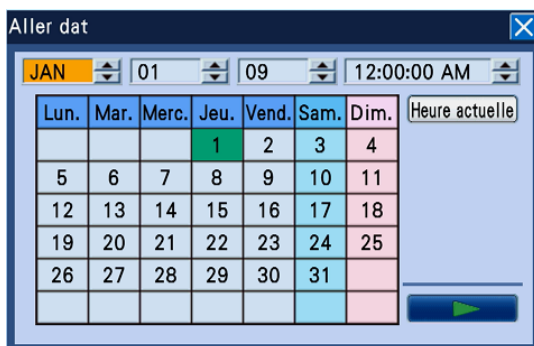 Aller dat
JAN 01 09 12:00:00 AM
Lun. Mar. Merc. Jeu. Vend. Sam. Dim. Heure actuelle
1 2 3 4
5 6 7 8 9 10 11
12 13 14 15 16 17 18
19 20 21 22 23 24 25
26 27 28 29 30 31